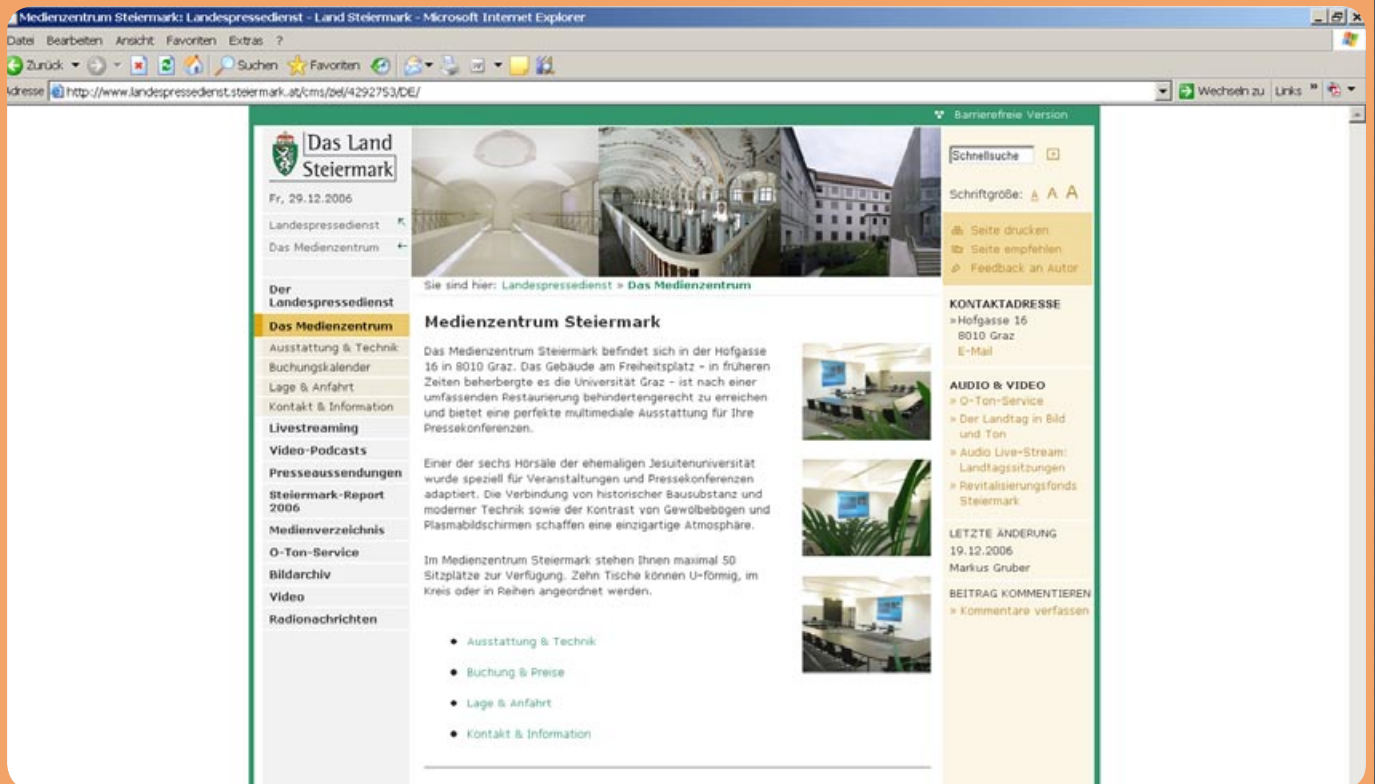 Medienzentrum Steiermark: Landespressedienst - Land Steiermark - Microsoft Internet Explorer
Datei Bearbeiten Ansicht Favoriten Extras ?
Zurück Suchen Favoriten
Adresse http://www.landespressedienst.steiermark.at/cms/ziel/4292753/DE/ Wechseln zu Links »
Barrierefreie Version
Das Land
Steiermark
Fr, 29.12.2006
Landespressedienst
Das Medienzentrum
Der
Landespressedienst
Das Medienzentrum
Ausstattung & Technik
Buchungskalender
Lage & Anfahrt
Kontakt & Information
Livestreaming
Video-Podcasts
Presseaussendungen
Steiermark-Report
2006
Medienverzeichnis
O-Ton-Service
Bildarchiv
Video
Radionachrichten
Sie sind hier: Landespressedienst » Das Medienzentrum
Medienzentrum Steiermark
Das Medienzentrum Steiermark befindet sich in der Hofgasse
16 in 8010 Graz. Das Gebäude am Freiheitsplatz - in früheren
Zeiten beherbergte es die Universität Graz - ist nach einer
umfassenden Restaurierung behindertengerecht zu erreichen
und bietet eine perfekte multimediale Ausstattung für Ihre
Pressekonferenzen.
Einer der sechs Hörsäle der ehemaligen Jesuitenuniversität
wurde speziell für Veranstaltungen und Pressekonferenzen
adaptiert. Die Verbindung von historischer Bausubstanz und
moderner Technik sowie der Kontrast von Gewölbebögen und
Plasmabildschirmen schaffen eine einzigartige Atmosphäre.
Im Medienzentrum Steiermark stehen Ihnen maximal 50
Sitzplätze zur Verfügung. Zehn Tische können U-förmig, im
Kreis oder in Reihen angeordnet werden.
• Ausstattung & Technik
• Buchung & Preise
• Lage & Anfahrt
• Kontakt & Information
Schnellsuche
Schriftgröße: A A A
Seite drucken
Seite empfehlen
Feedback an Autor
KONTAKTADRESSE
» Hofgasse 16
8010 Graz
E-Mail
AUDIO & VIDEO
» O-Ton-Service
» Der Landtag in Bild
und Ton
» Audio Live-Stream:
Landtagssitzungen
» Revitalisierungsfonds
Steiermark
LETZTE ÄNDERUNG
19.12.2006
Markus Gruber
BEITRAG KOMMENTIEREN
» Kommentare verfassen